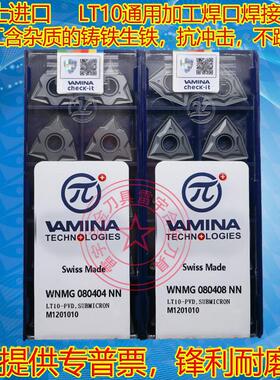 士进口 LT10通用加工焊口焊接
含杂质的铸铁生铁，抗冲击，不
VAMINA
check-it
VAMINA
check-it
VAMINA
TECHNOLOGIES
Swiss Made
WNMG 080404 NN
LT10-PVD,SUBMICRON
M1201010
VAMINA
TECHNOLOGIES
Swiss Made
WNMG 080408 NN
LT10-PVD,SUBMICRON
M1201010
提供专普票，锋利耐